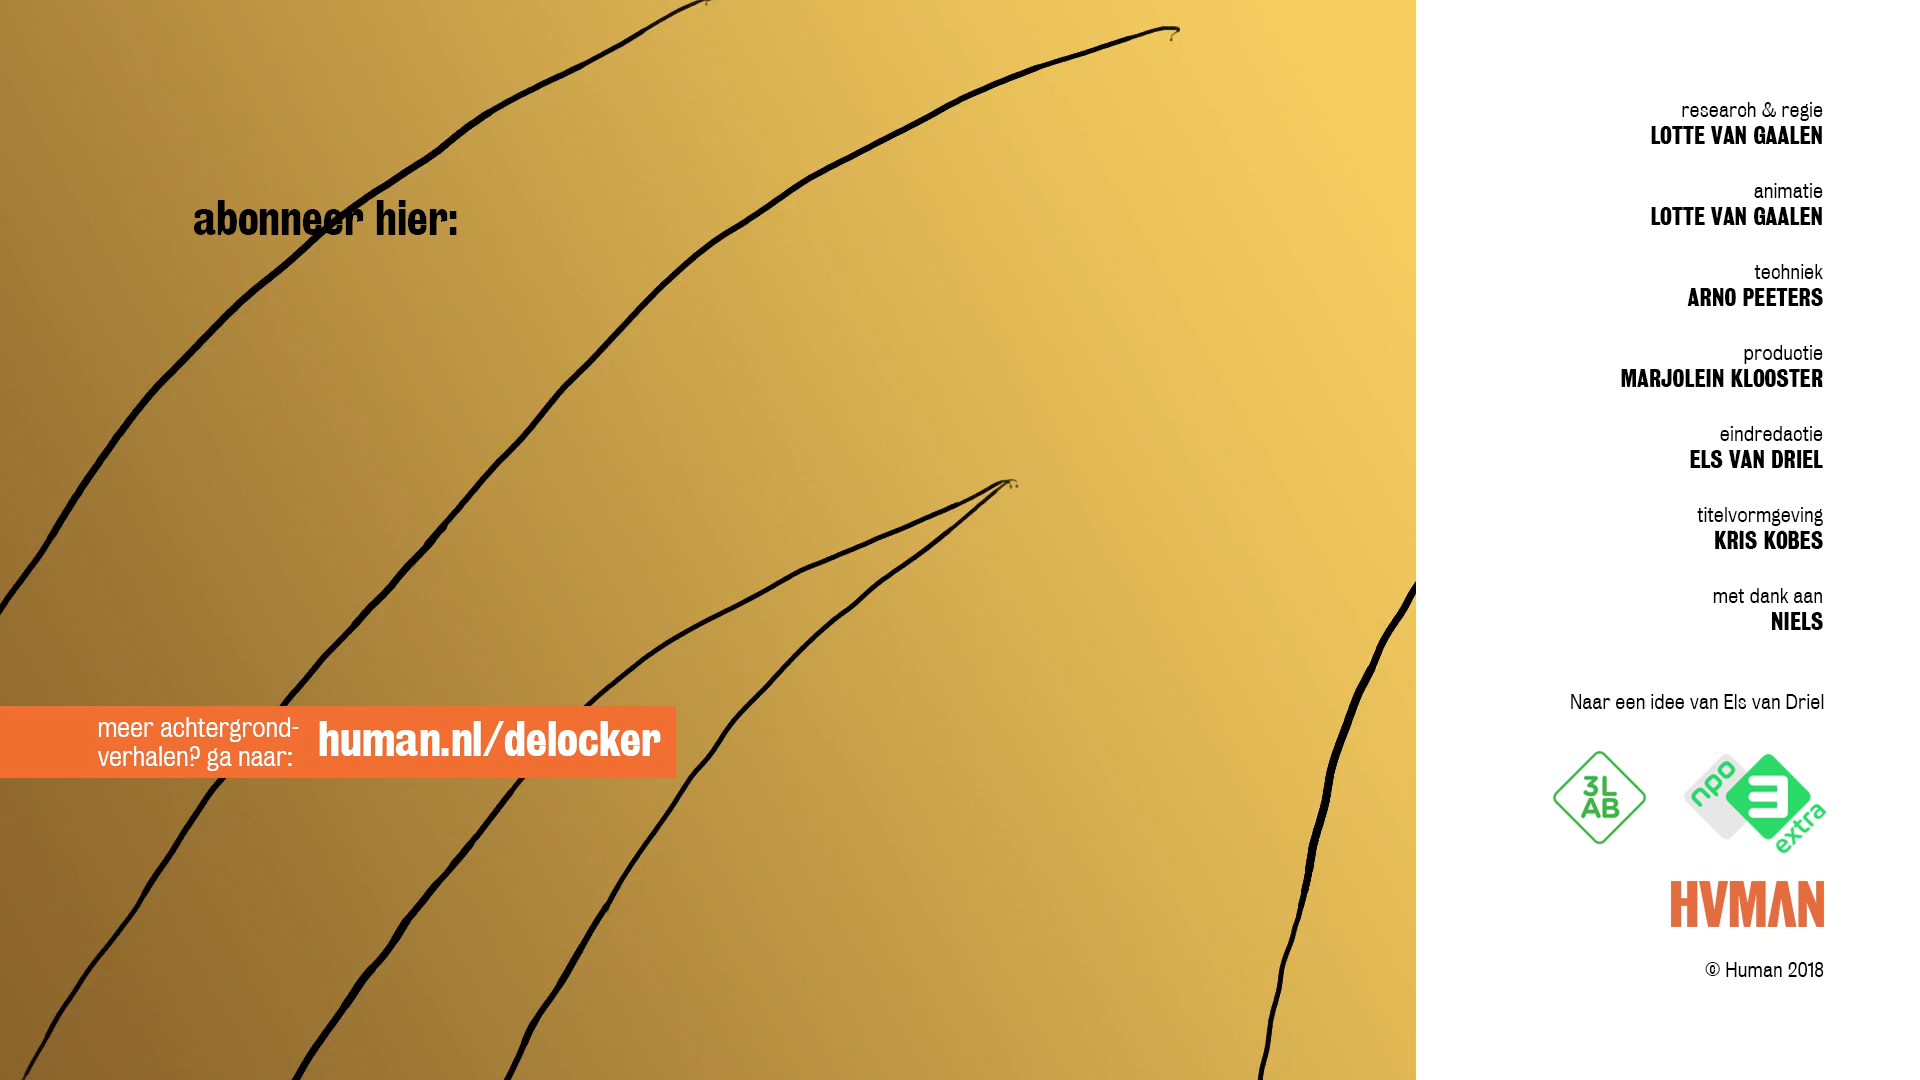 abonneer hier:
meer achtergrond-
verhalen? ga naar:
human.nl/delocker
research & regie
LOTTE VAN GAALEN
animatie
LOTTE VAN GAALEN
techniek
ARNO PEETERS
productie
MARJOLEIN KLOOSTER
eindredactie
ELS VAN DRIEL
titelvormgeving
KRIS KOBES
met dank aan
NIELS
Naar een idee van Els van Driel
3L
AB
npo
3
extra
HVMAN
© Human 2018